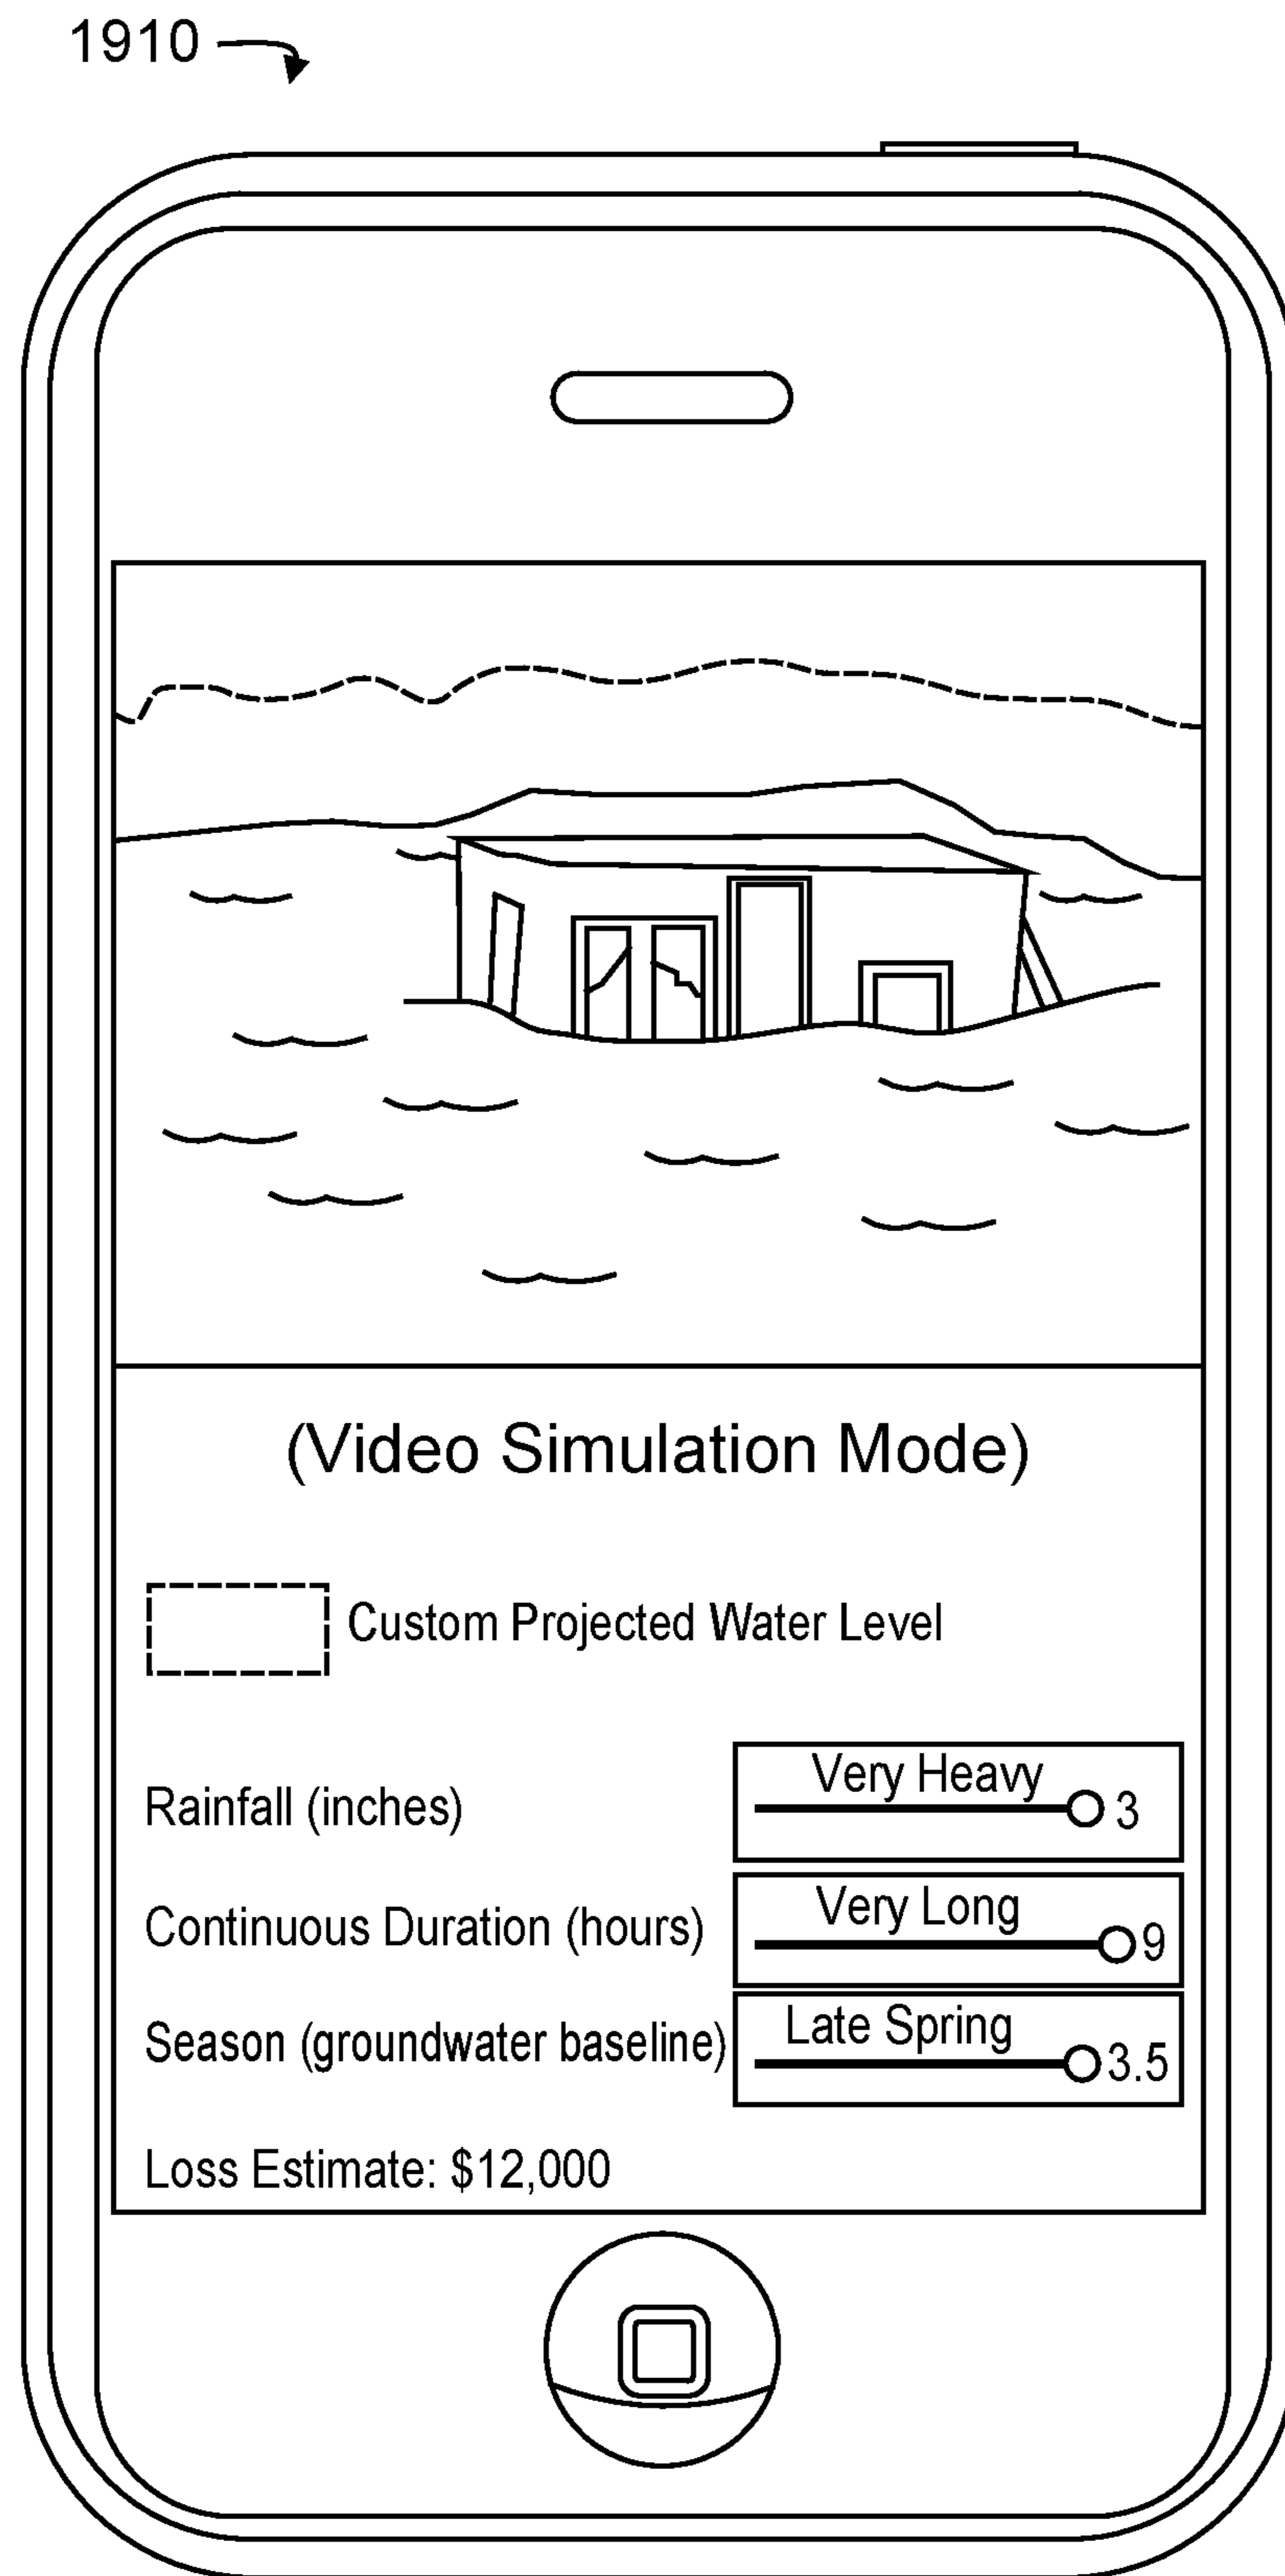 1910
(Video Simulation Mode)
Custom Projected Water Level
Rainfall (inches)
Very Heavy
3
Continuous Duration (hours)
Very Long
9
Season (groundwater baseline)
Late Spring
3.5
Loss Estimate: $12,000